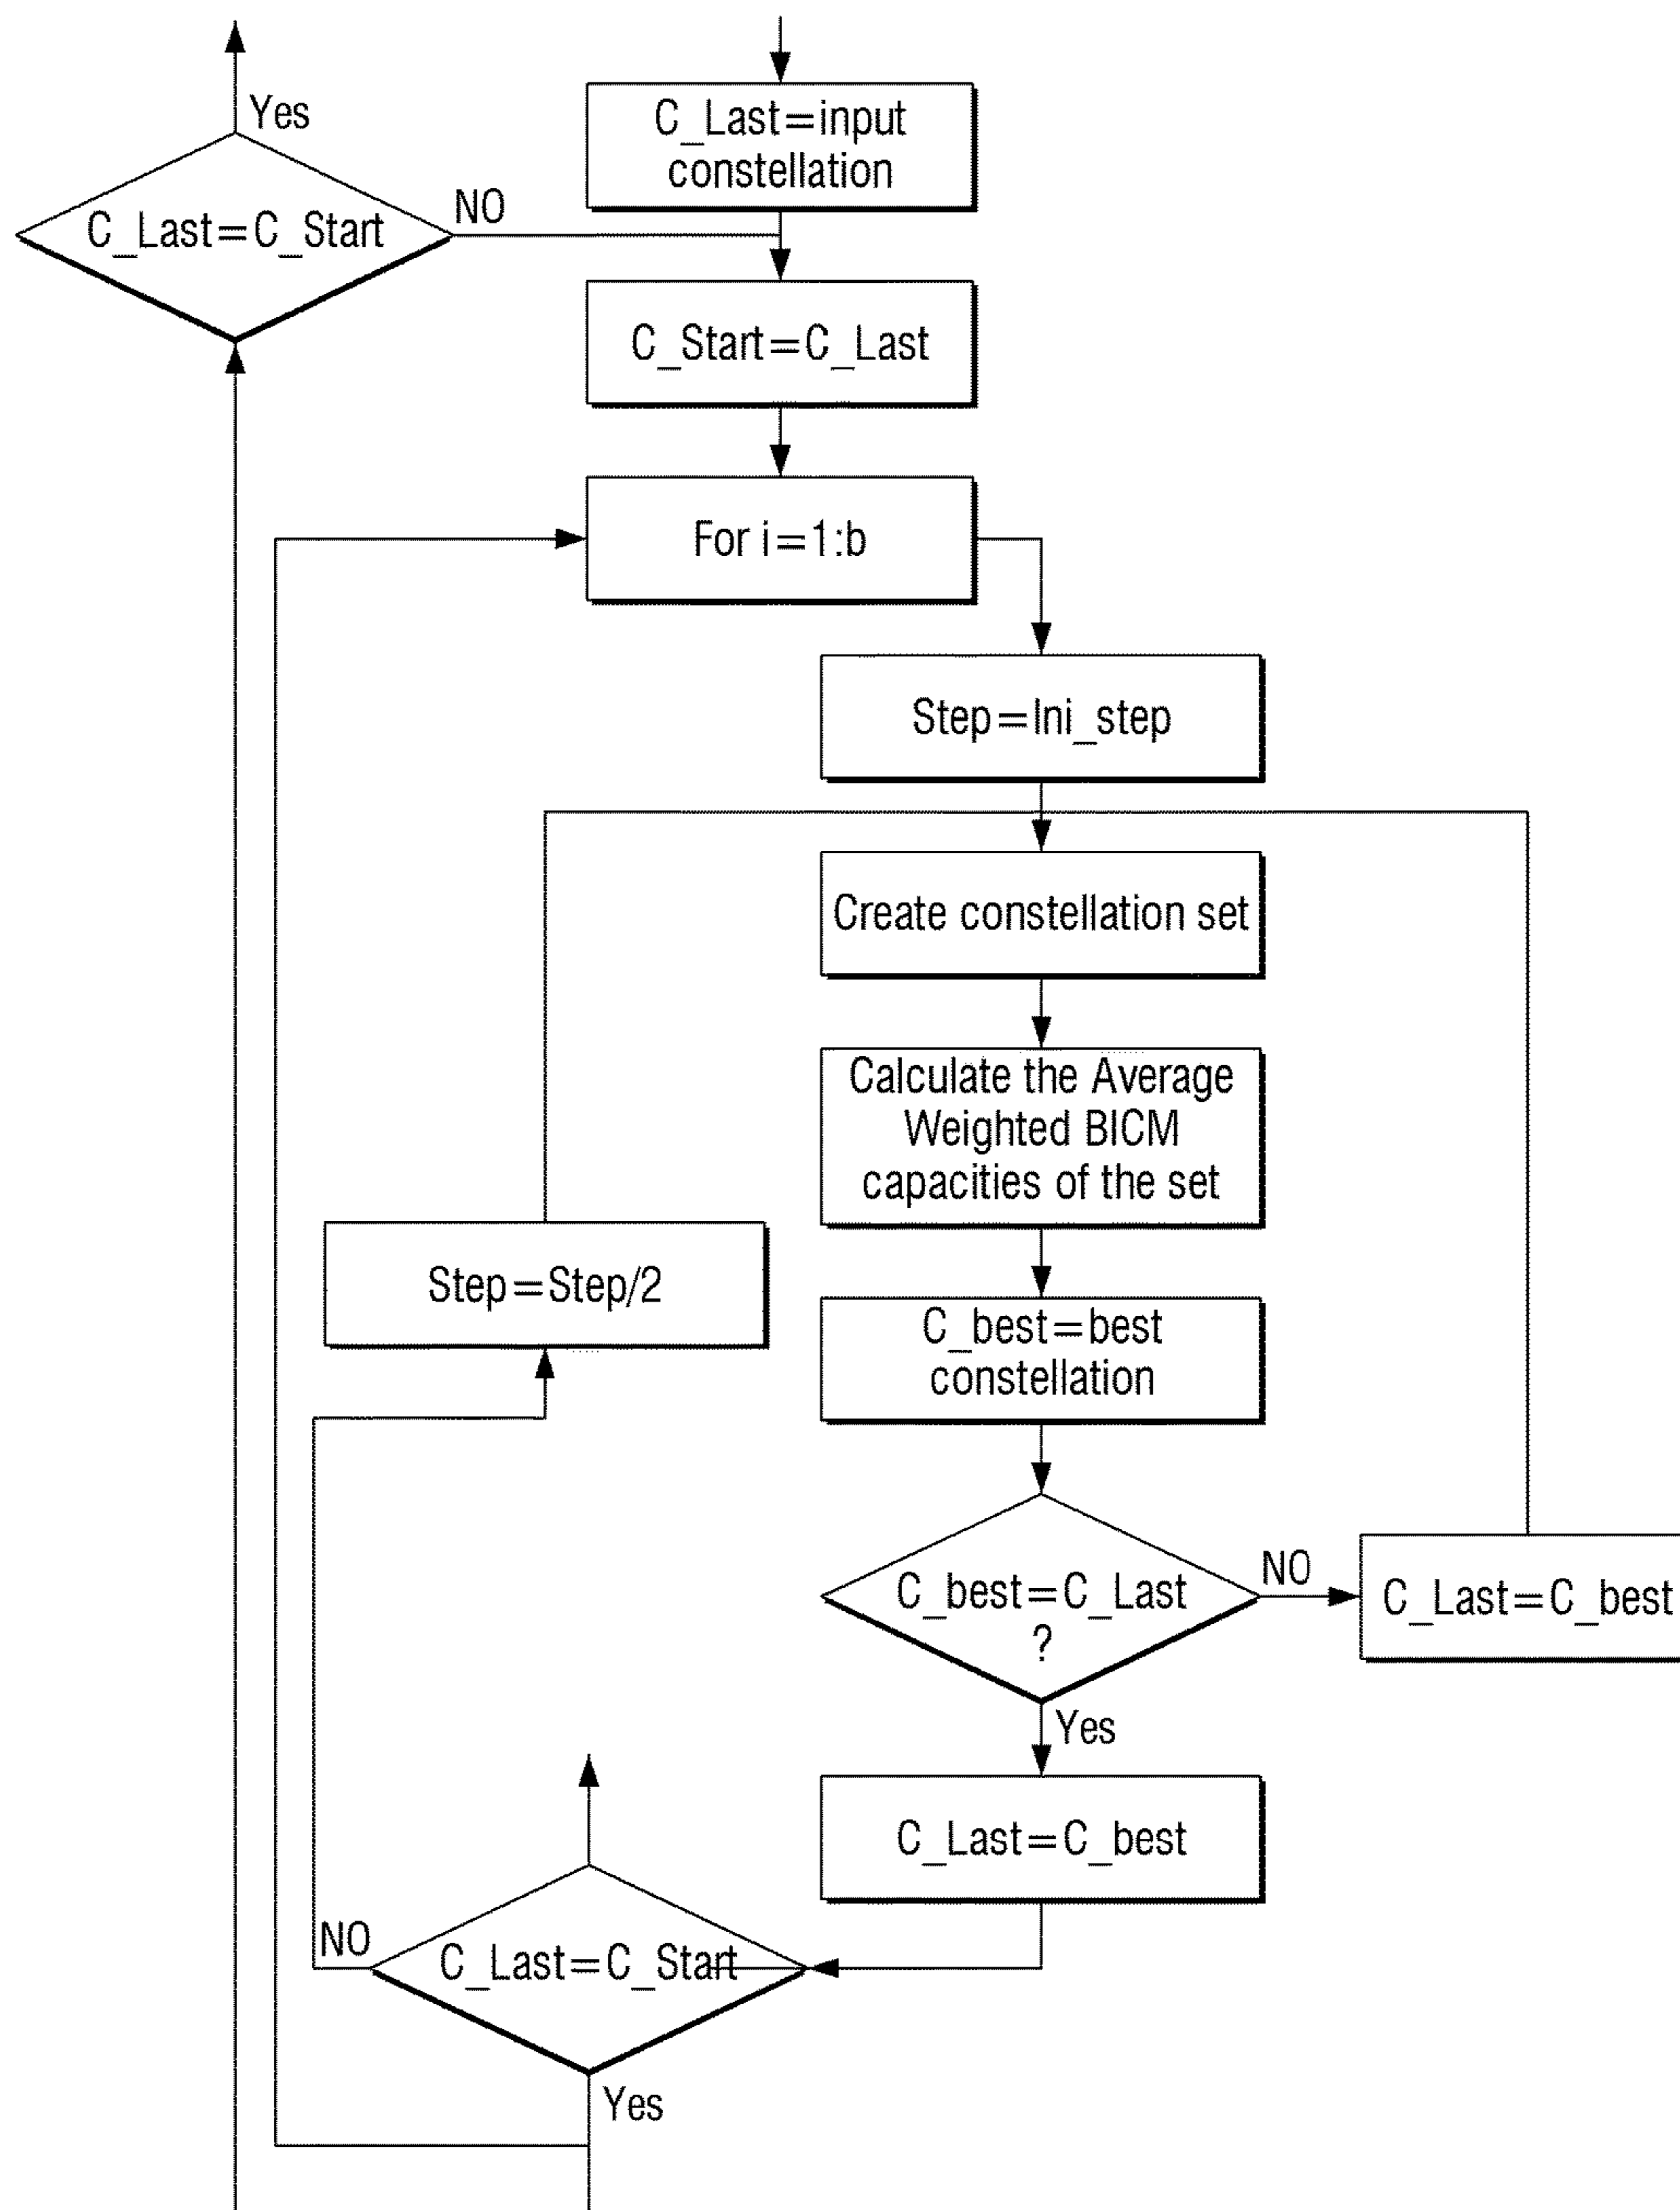 Yes
C_Last=input
constellation
C_Last=C_Start
NO
C_Start=C_Last
For i=1:b
Step=Ini_step
Create constellation set
Calculate the Average
Weighted BICM
capacities of the set
Step=Step/2
C_best=best
constellation
C_best=C_Last
?
NO
C_Last=C_best
Yes
C_Last=C_best
NO
C_Last=C_Start
Yes